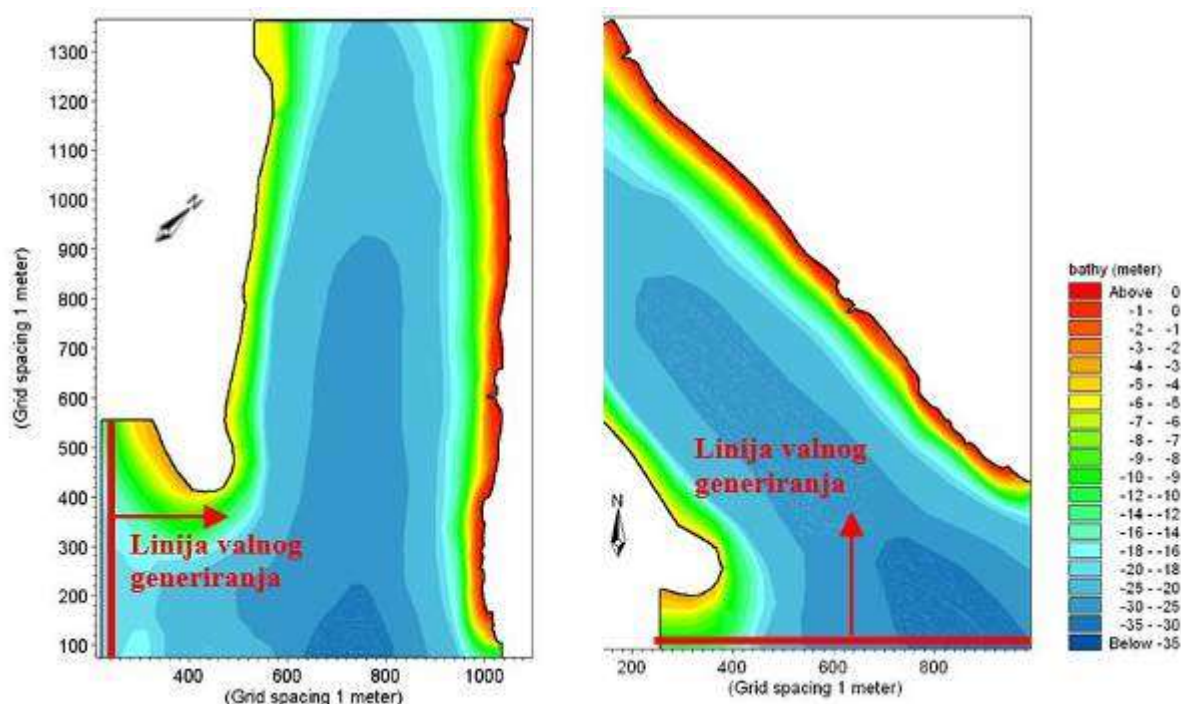 1300
1200
1100
1000
900
800
700
600
500
400
300
200
100
(Grid spacing 1 meter)
N
Linija valnog
generiranja
400 600 800 1000
(Grid spacing 1 meter)
Linija valnog
generiranja
N
200 400 600 800
(Grid spacing 1 meter)
bathy (meter)
Above 0
-1 - 0
-2 - -1
-3 - -2
-4 - -3
-5 - -4
-6 - -5
-7 - -6
-8 - -7
-9 - -8
-10 - -9
-12 - -10
-14 - -12
-16 - -14
-18 - -16
-20 - -18
-25 - -20
-30 - -25
-35 - -30
Below -35